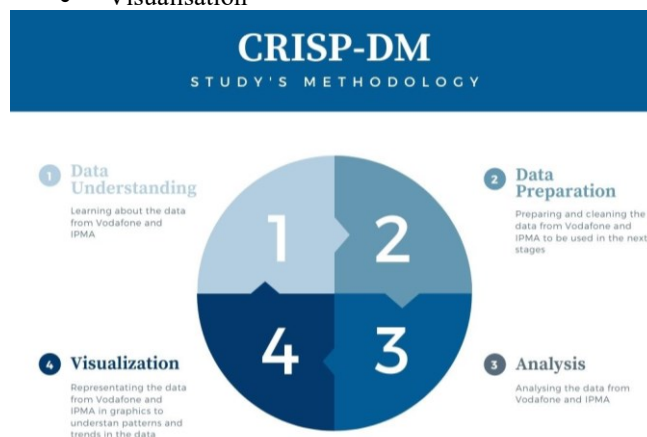 Visualisation
CRISP-DM
STUDY'S METHODOLOGY
1
Data
Understanding
Learning about the data
from Vodafone and
IPMA
2
Data
Preparation
Preparing and cleaning the
data from Vodafone and
IPMA to be used in the next
stages
1
2
4
3
4
Visualization
Representating the data
from Vodafone and
IPMA in graphics to
understan patterns and
trends in the data
3
Analysis
Analysing the data from
Vodafone and IPMA